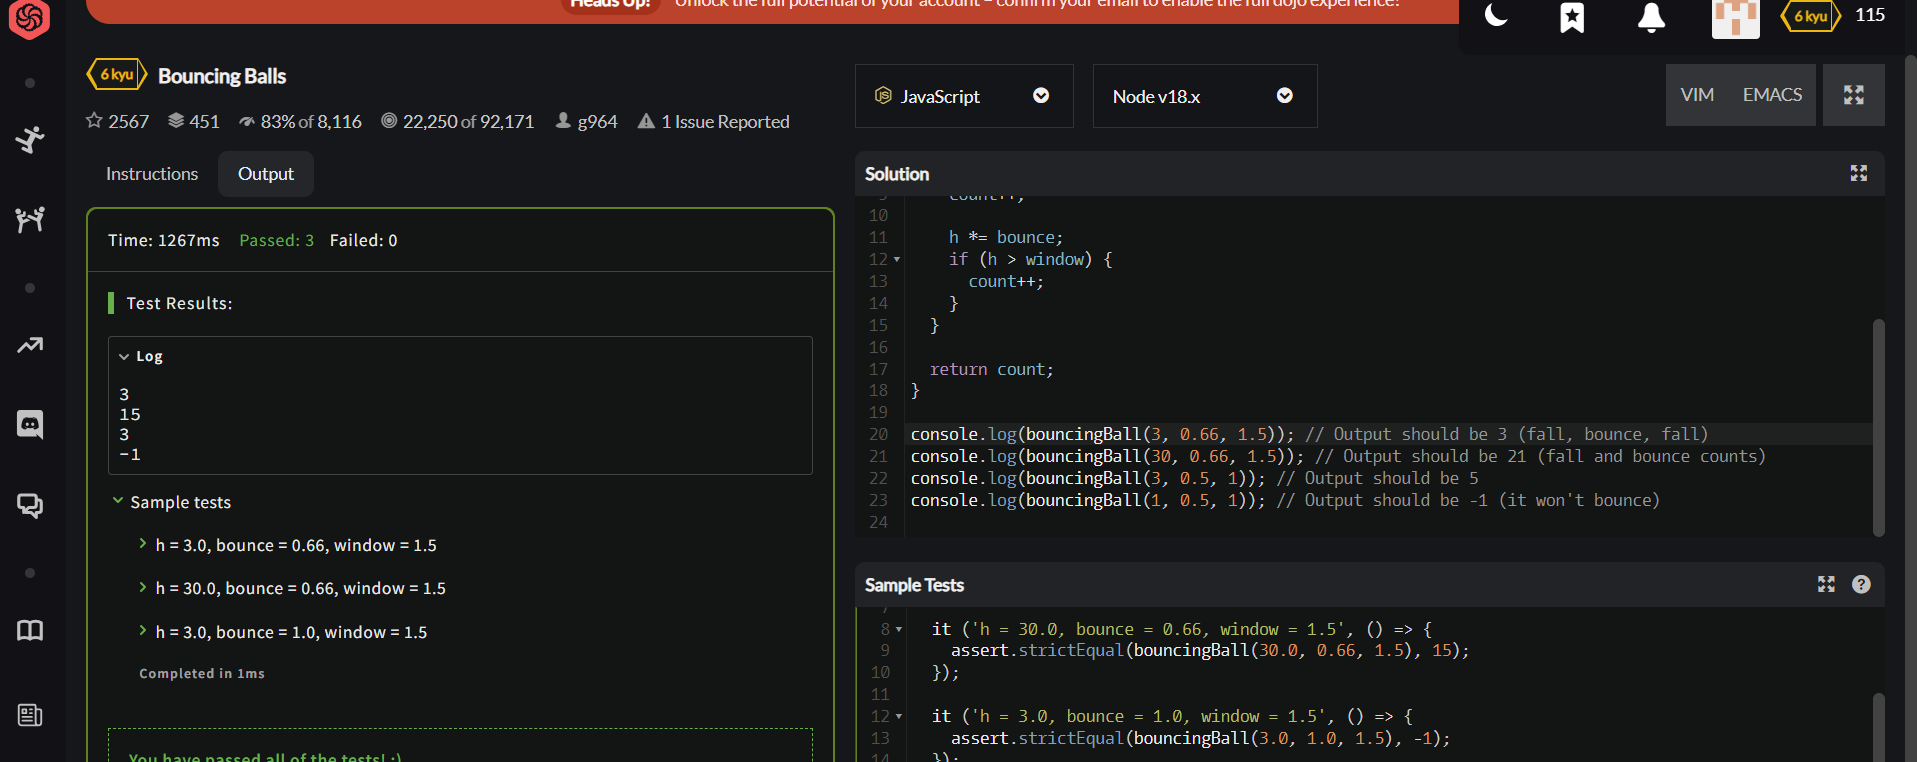 Heads Up!
Unlock the full potential of your account – confirm your email to enable the full dojo experience!
6 kyu
115
6 kyu
Bouncing Balls
2567
451
83% of 8,116
22,250 of 92,171
g964
1 Issue Reported
JavaScript
Node v18.x
VIM
EMACS
Instructions
Output
Time: 1267ms
Passed: 3
Failed: 0
Test Results:
Log
3
15
3
-1
Sample tests
h = 3.0, bounce = 0.66, window = 1.5
h = 30.0, bounce = 0.66, window = 1.5
h = 3.0, bounce = 1.0, window = 1.5
Completed in 1ms
You have passed all of the tests! :)
Solution
9 count++;
10
11 h *= bounce;
12 if (h > window) {
13 count++;
14 }
15 }
16
17 return count;
18 }
19
20 console.log(bouncingBall(3, 0.66, 1.5)); // Output should be 3 (fall, bounce, fall)
21 console.log(bouncingBall(30, 0.66, 1.5)); // Output should be 21 (fall and bounce counts)
22 console.log(bouncingBall(3, 0.5, 1)); // Output should be 5
23 console.log(bouncingBall(1, 0.5, 1)); // Output should be -1 (it won't bounce)
24
Sample Tests
7
8 it ('h = 30.0, bounce = 0.66, window = 1.5', () => {
9 assert.strictEqual(bouncingBall(30.0, 0.66, 1.5), 15);
10 });
11
12 it ('h = 3.0, bounce = 1.0, window = 1.5', () => {
13 assert.strictEqual(bouncingBall(3.0, 1.0, 1.5), -1);
14 });